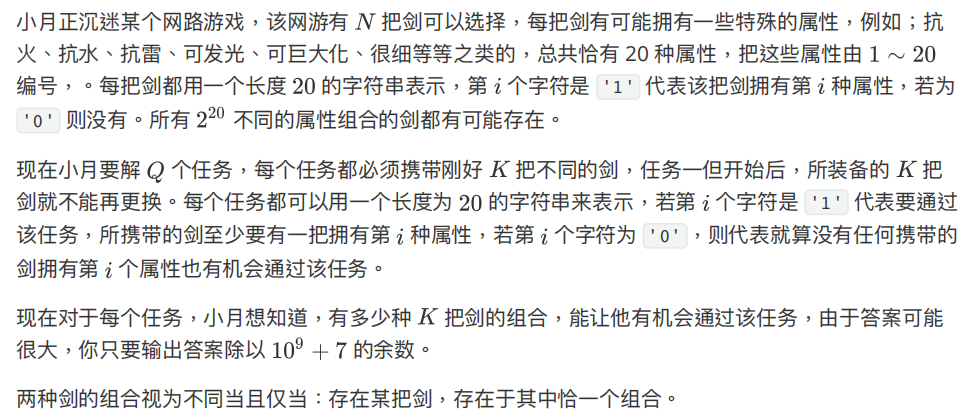 小月正沉迷某个网路游戏，该网游有 N 把剑可以选择，每把剑有可能拥有一些特殊的属性，例如；抗
火、抗水、抗雷、可发光、可巨大化、很细等等之类的，总共恰有 20 种属性，把这些属性由 1 ∼ 20
编号，。每把剑都用一个长度 20 的字符串表示，第 i 个字符是 '1' 代表该把剑拥有第 i 种属性，若为
'0' 则没有。所有 2^20 不同的属性组合的剑都有可能存在。
现在小月要解 Q 个任务，每个任务都必须携带刚好 K 把不同的剑，任务一但开始后，所装备的 K 把
剑就不能再更换。每个任务都可以用一个长度为 20 的字符串来表示，若第 i 个字符是 '1' 代表要通过
该任务，所携带的剑至少要有一把拥有第 i 种属性，若第 i 个字符为 '0'，则代表就算没有任何携带的
剑拥有第 i 个属性也有机会通过该任务。
现在对于每个任务，小月想知道，有多少种 K 把剑的组合，能让他有机会通过该任务，由于答案可能
很大，你只要输出答案除以 10^9 + 7 的余数。
两种剑的组合视为不同当且仅当：存在某把剑，存在于其中恰一个组合。